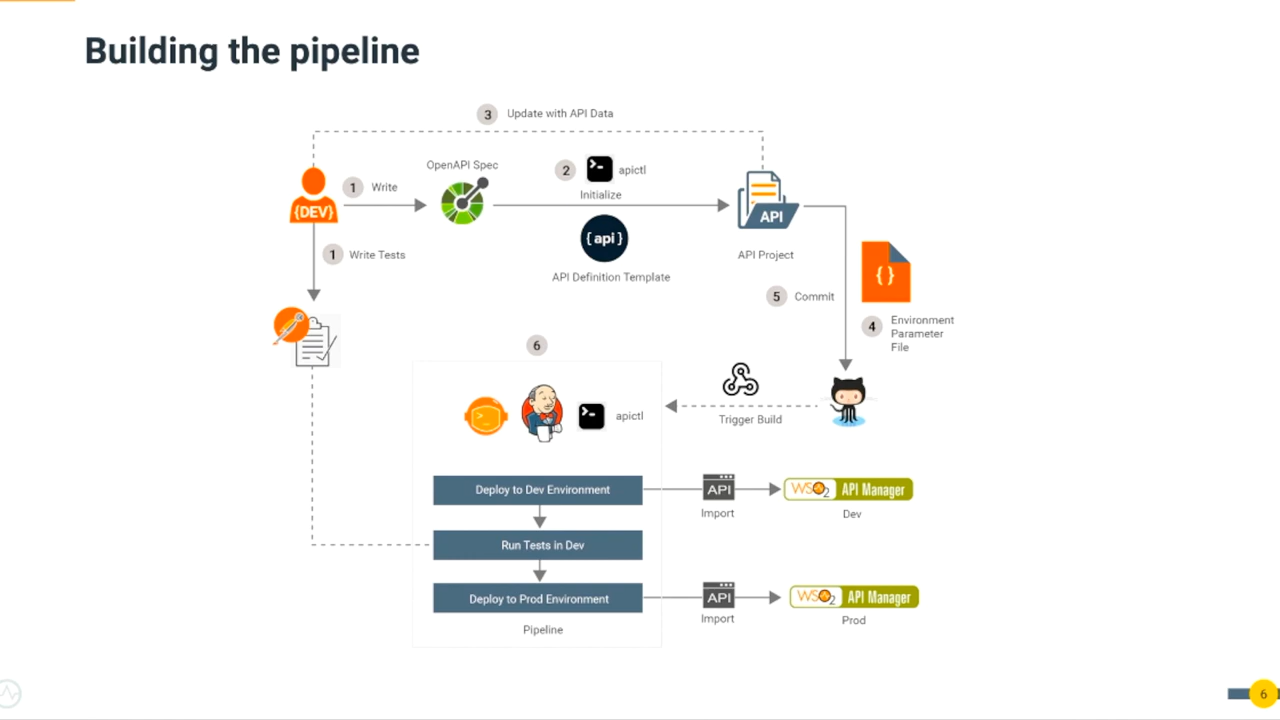 Building the pipeline
3 Update with API Data
OpenAPI Spec
2 >- apictl
Initialize
1 Write
{DEV}
API
{api}
1 Write Tests
API Definition Template
API Project
{ }
5 Commit
4 Environment
Parameter
File
6
>_
>- apictl
Trigger Build
Deploy to Dev Environment
API
WSO2 API Manager
Import
Dev
Run Tests in Dev
Deploy to Prod Environment
API
WSO2 API Manager
Import
Prod
Pipeline
6